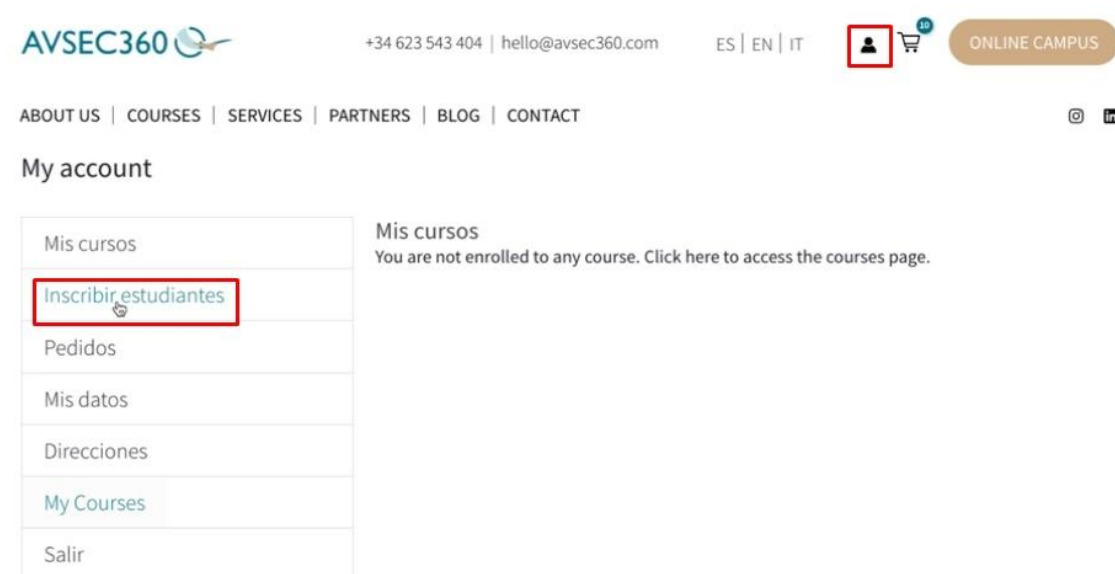 AVSEC360
+34 623 543 404 | hello@avsec360.com
ES | EN | IT
10
ONLINE CAMPUS
ABOUT US | COURSES | SERVICES | PARTNERS | BLOG | CONTACT
in
My account
Mis cursos
Inscribir estudiantes
Pedidos
Mis datos
Direcciones
My Courses
Salir
Mis cursos
You are not enrolled to any course. Click here to access the courses page.